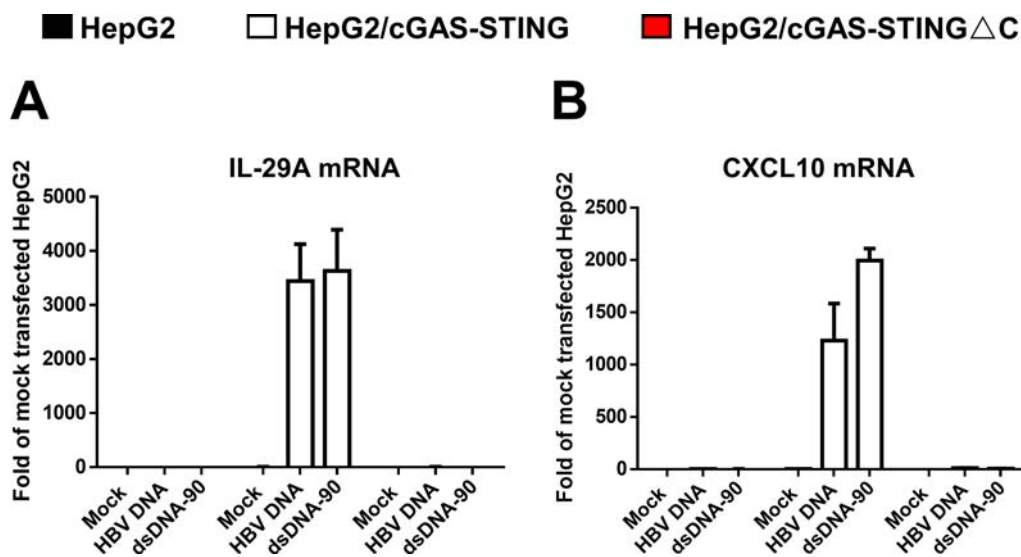 HepG2 HepG2/cGAS-STING HepG2/cGAS-STING△C
A
IL-29A mRNA
Fold of mock transfected HepG2
5000
4000
3000
2000
1000
0
Mock HBV DNA dsDNA-90 Mock HBV DNA dsDNA-90 Mock HBV DNA dsDNA-90
B
CXCL10 mRNA
Fold of mock transfected HepG2
2500
2000
1500
1000
500
0
Mock HBV DNA dsDNA-90 Mock HBV DNA dsDNA-90 Mock HBV DNA dsDNA-90